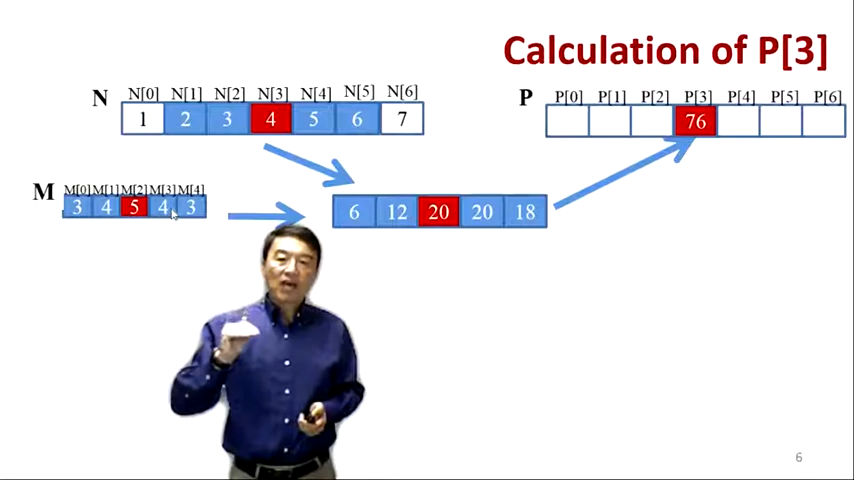 Calculation of P[3]
N N[0] N[1] N[2] N[3] N[4] N[5] N[6]
1 2 3 4 5 6 7
P P[0] P[1] P[2] P[3] P[4] P[5] P[6]
76
M M[0] M[1] M[2] M[3] M[4]
3 4 5 4 3
6 12 20 20 18
6